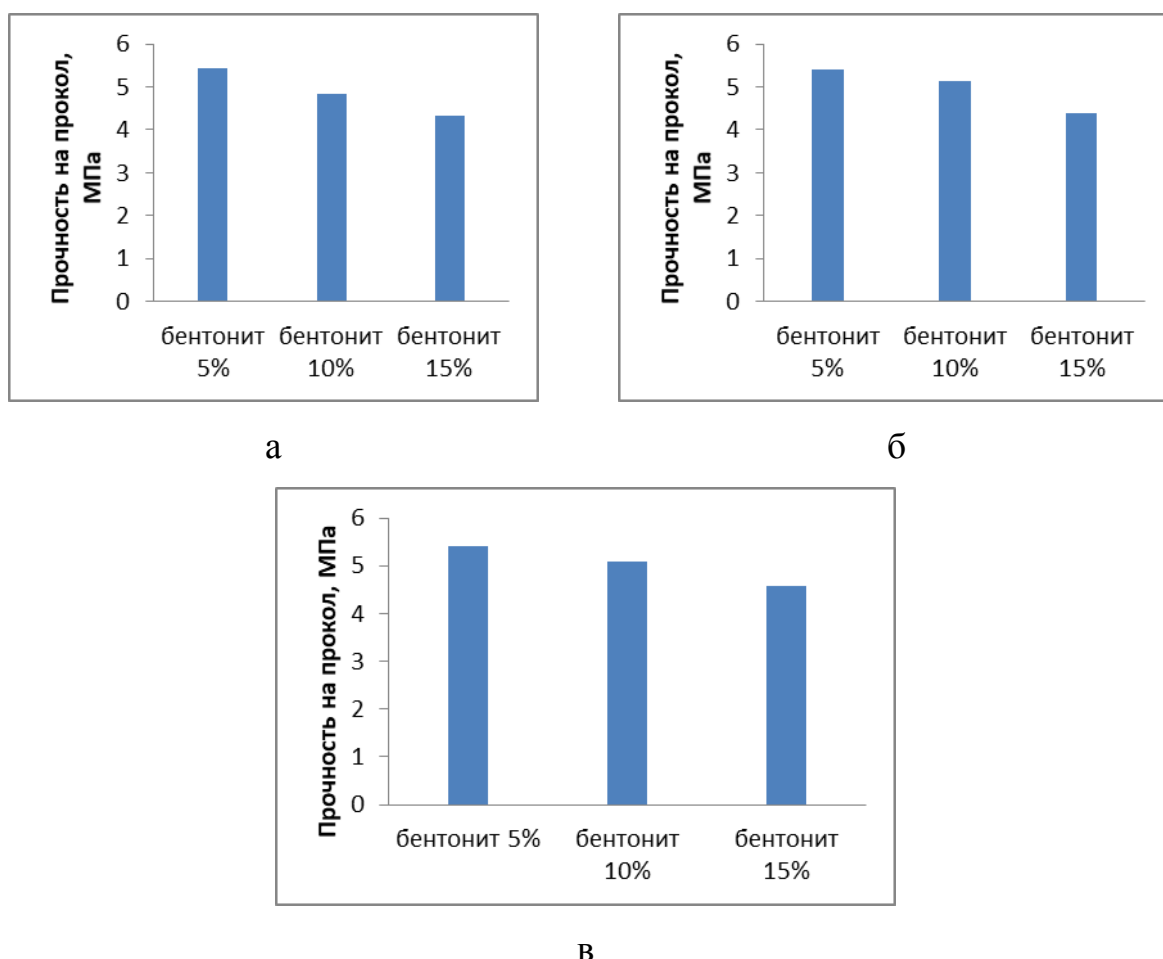 Прочность на прокол,
МПа
6
5
4
3
2
1
0
бентонит бентонит бентонит
5% 10% 15%
а
Прочность на прокол,
МПа
6
5
4
3
2
1
0
бентонит бентонит бентонит
5% 10% 15%
б
Прочность на прокол, МПа
6
5
4
3
2
1
0
бентонит 5% бентонит бентонит
10% 15%
в